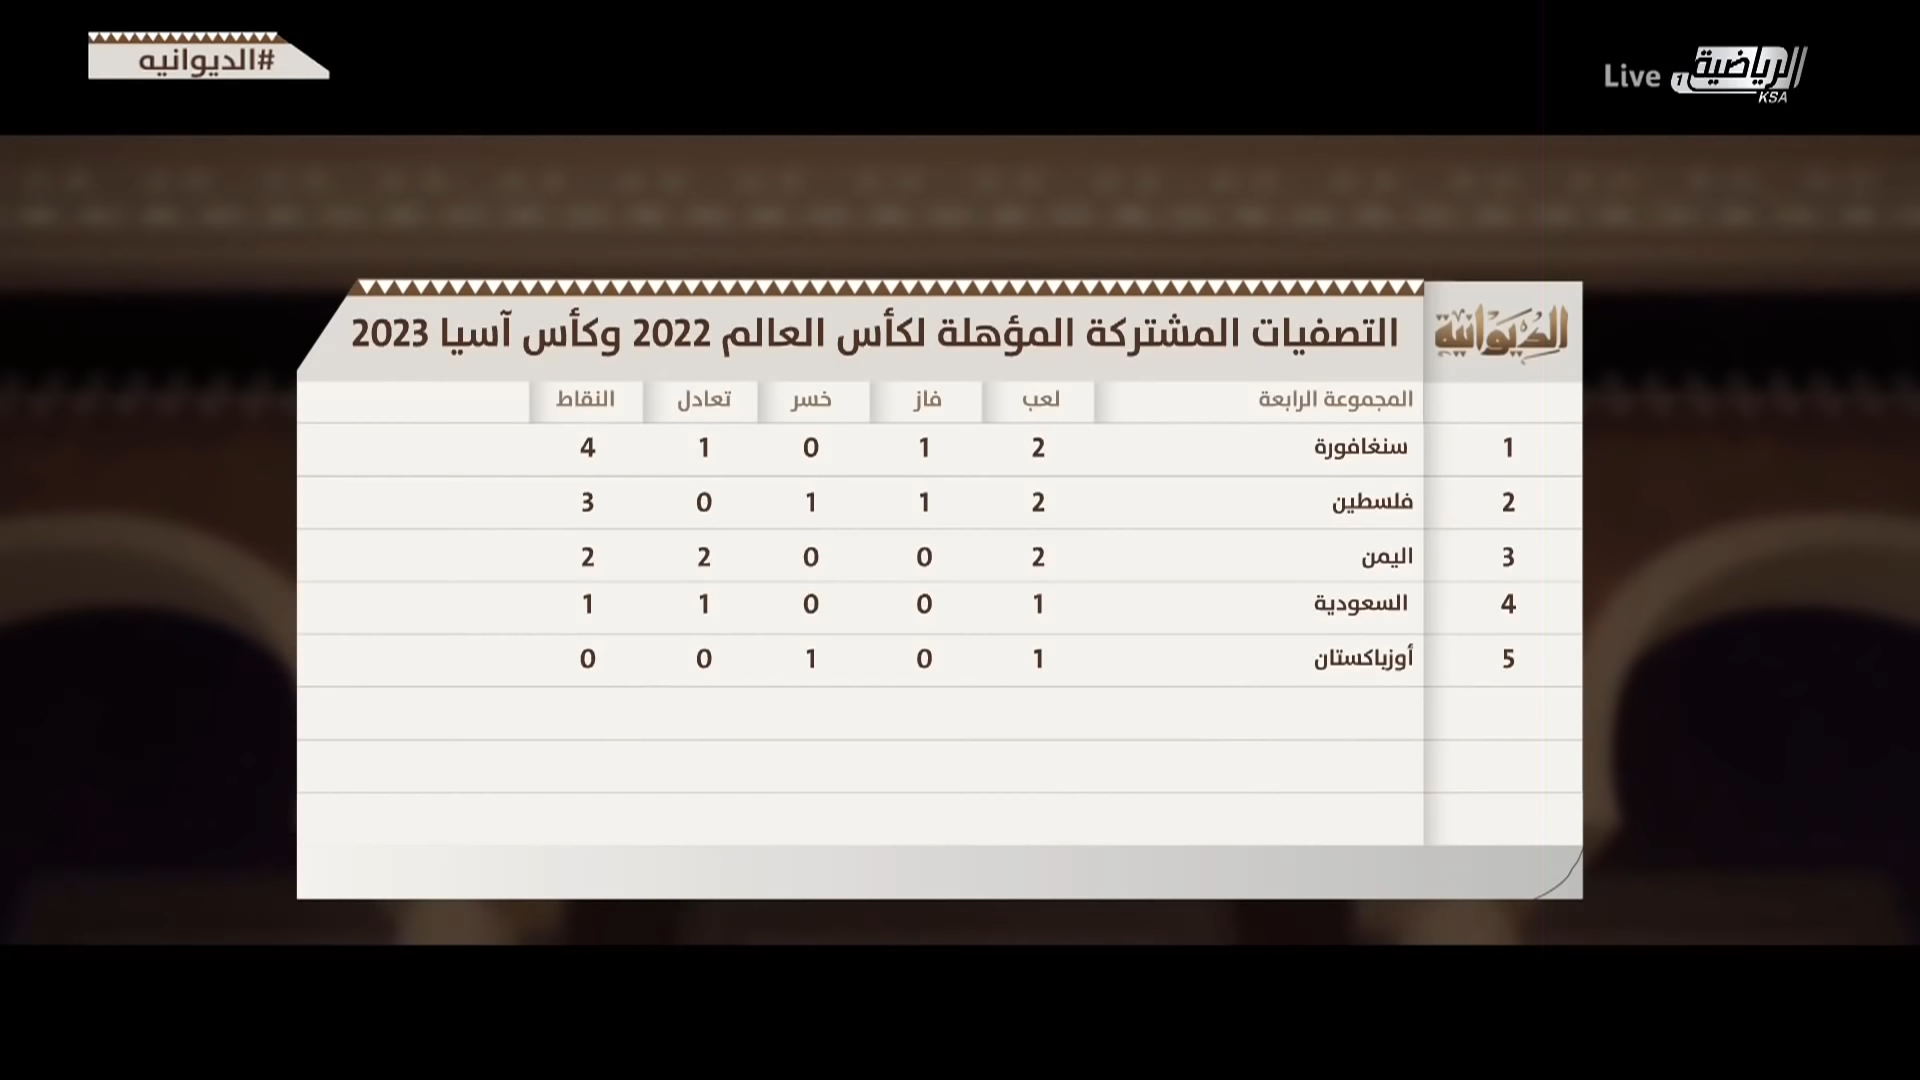 #الديوانيه
Live الرياضية 1 KSA
الديوانية
التصفيات المشتركة المؤهلة لكأس العالم 2022 وكأس آسيا 2023
المجموعة الرابعة لعب فاز خسر تعادل النقاط
1 سنغافورة 2 1 0 1 4
2 فلسطين 2 1 1 0 3
3 اليمن 2 0 0 2 2
4 السعودية 1 0 0 1 1
5 أوزباكستان 1 0 1 0 0